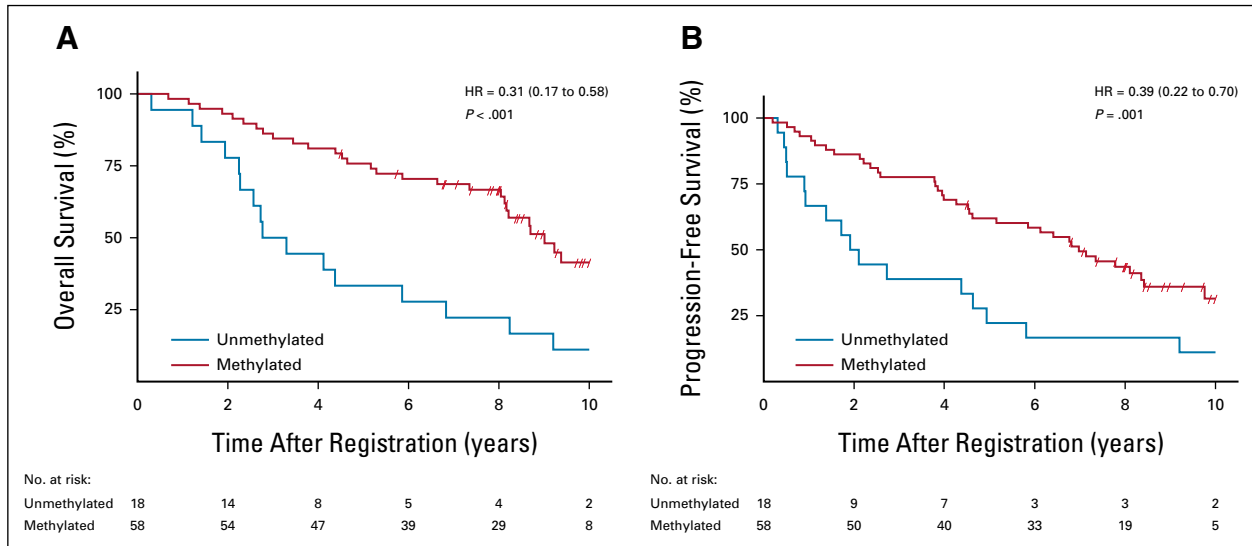 A
HR = 0.31 (0.17 to 0.58)
P < .001
Overall Survival (%)
100
75
50
25
Unmethylated
Methylated
0 2 4 6 8 10
Time After Registration (years)
No. at risk:
Unmethylated 18 14 8 5 4 2
Methylated 58 54 47 39 29 8
B
HR = 0.39 (0.22 to 0.70)
P = .001
Progression-Free Survival (%)
100
75
50
25
Unmethylated
Methylated
0 2 4 6 8 10
Time After Registration (years)
No. at risk:
Unmethylated 18 9 7 3 3 2
Methylated 58 50 40 33 19 5